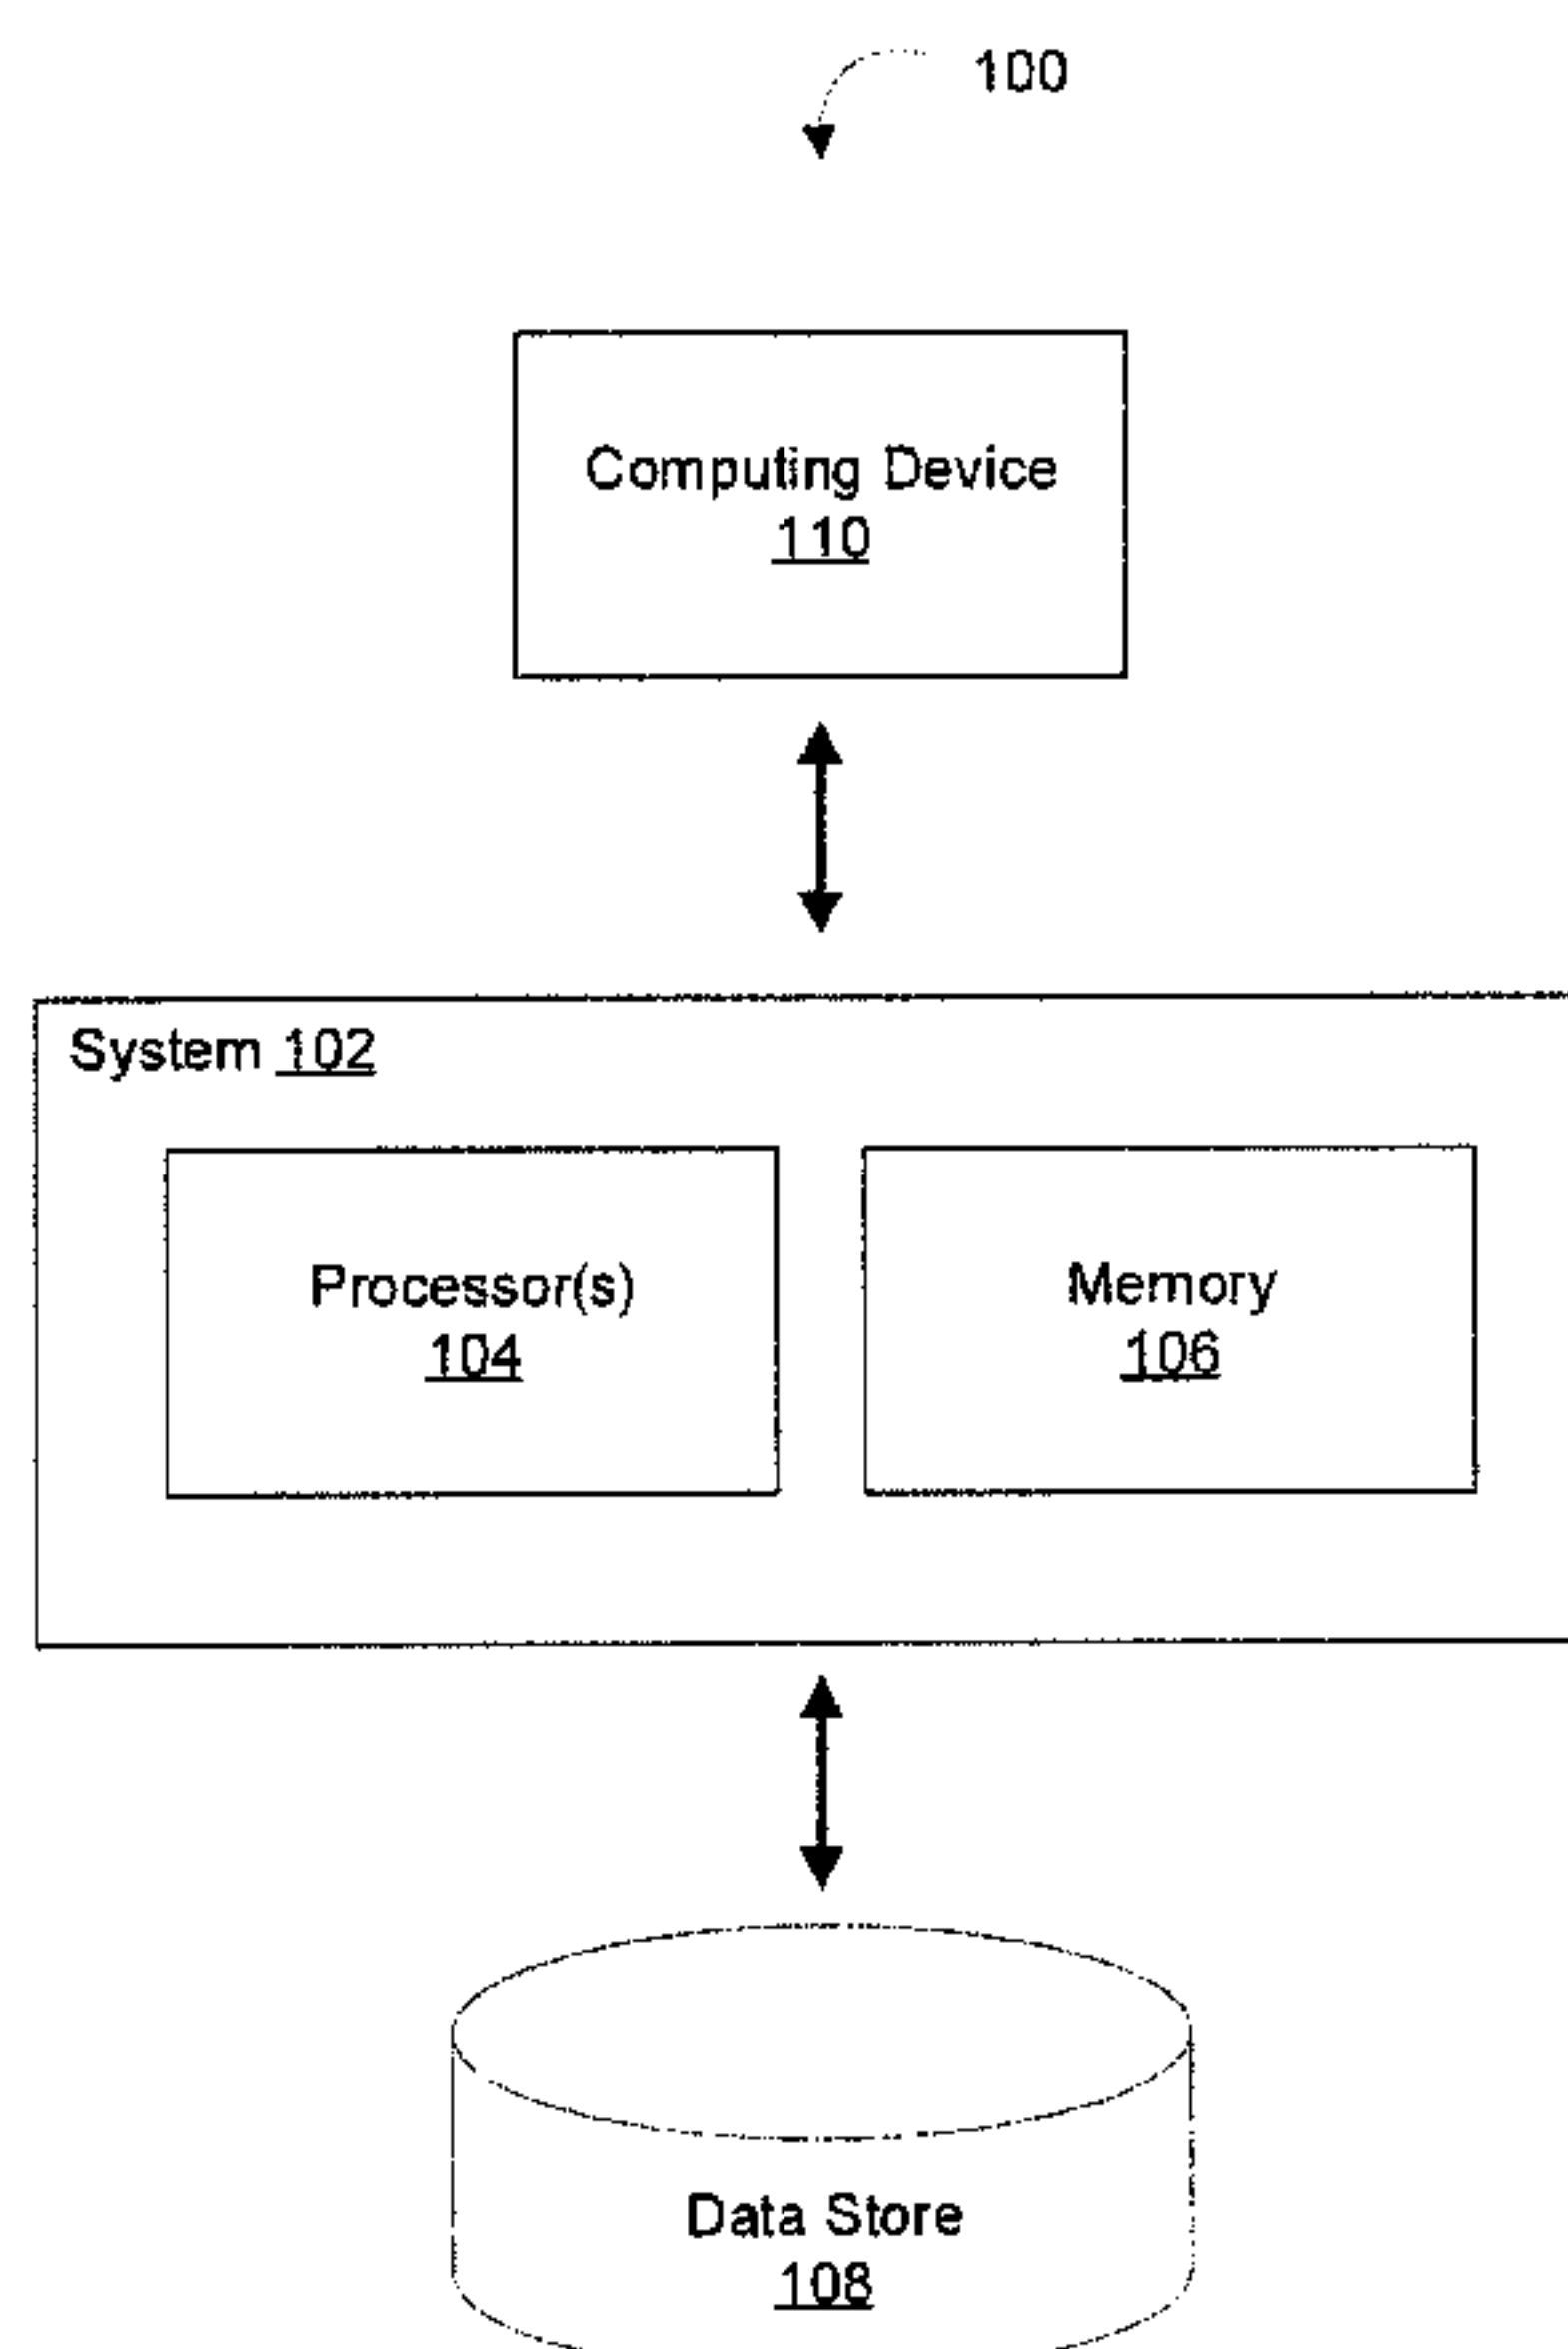 100
Computing Device
110
System 102
Processor(s)
104
Memory
106
Data Store
108